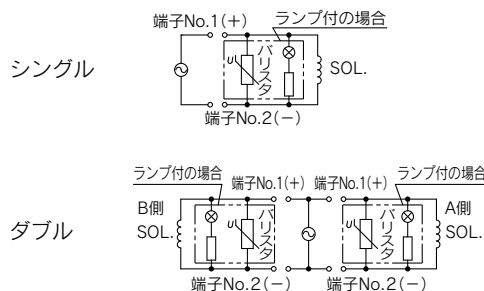 端子No.1(+)
ランプ付の場合
シングル
バリスタ
U
SOL.
端子No.2(−)
ランプ付の場合
端子No.1(+)
端子No.1(+)
ランプ付の場合
ダブル
B側
SOL.
U
バリスタ
U
バリスタ
A側
SOL.
端子No.2(−)
端子No.2(−)